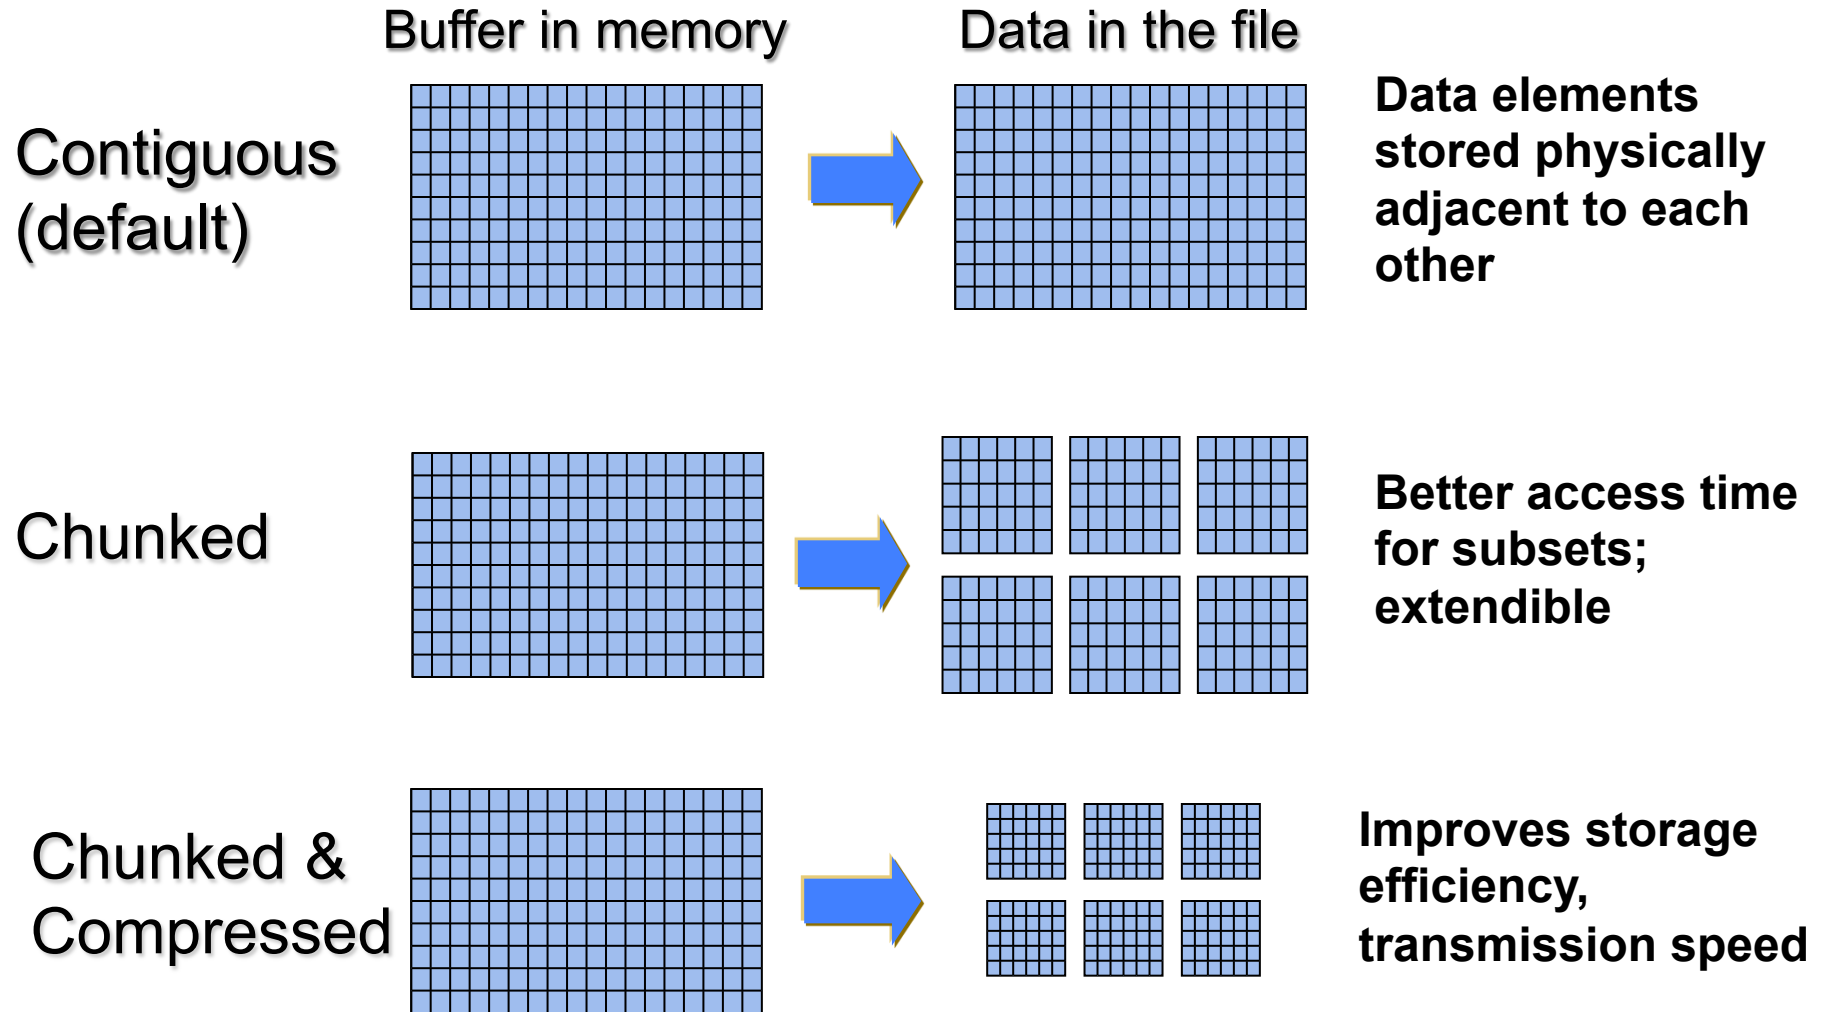 Buffer in memory
Data in the file
Contiguous
(default)
Data elements
stored physically
adjacent to each
other
Chunked
Better access time
for subsets;
extendible
Chunked &
Compressed
Improves storage
efficiency,
transmission speed